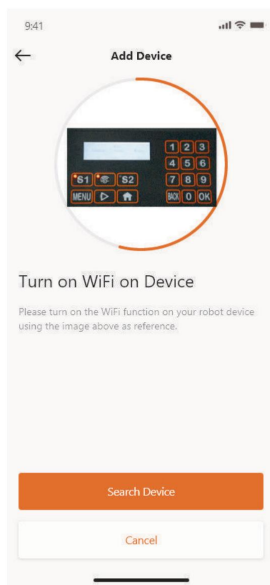 9:41
Add Device
1 2 3
4 5 6
S1 S2 7 8 9
MENU BACK 0 OK
Turn on WiFi on Device
Please turn on the WiFi function on your robot device
using the image above as reference.
Search Device
Cancel